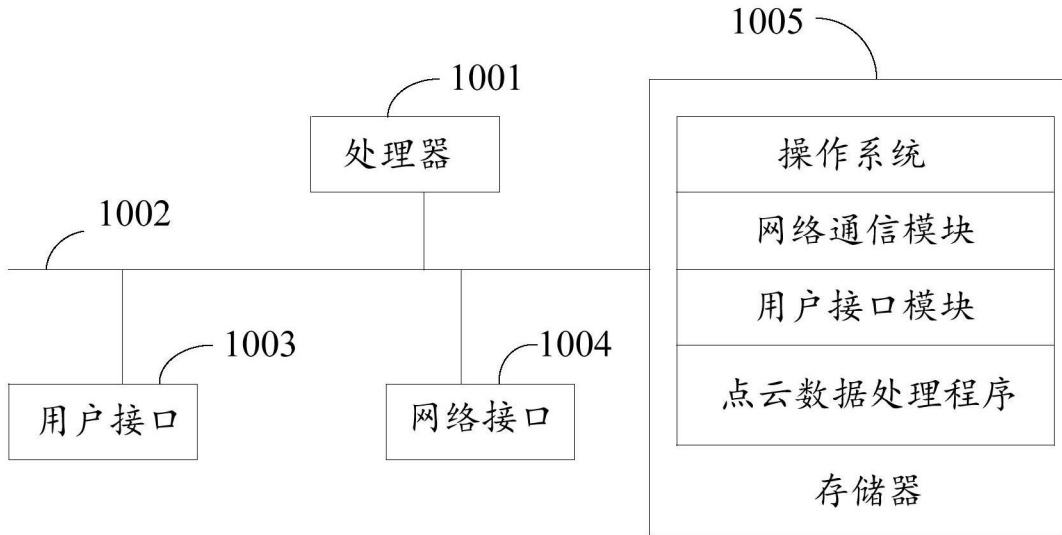 1005
1001
处理器
操作系统
1002
网络通信模块
用户接口模块
1003
1004
用户接口
网络接口
点云数据处理程序
存储器